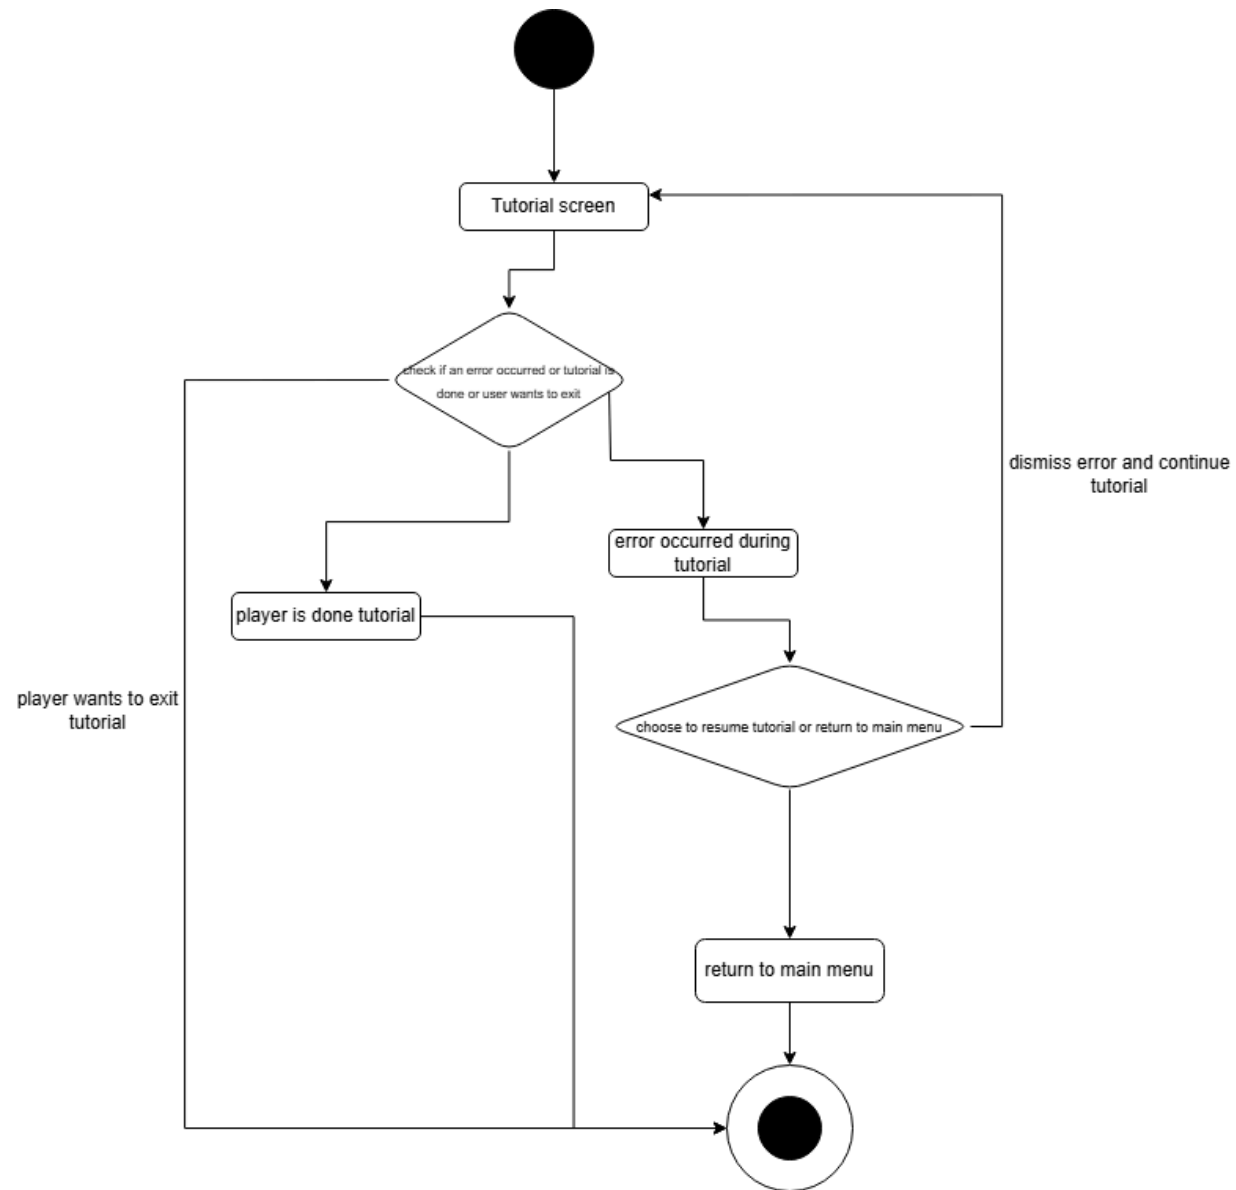 Tutorial screen
check if an error occurred or tutorial is
done or user wants to exit
dismiss error and continue
tutorial
error occurred during
tutorial
player is done tutorial
player wants to exit
tutorial
choose to resume tutorial or return to main menu
return to main menu